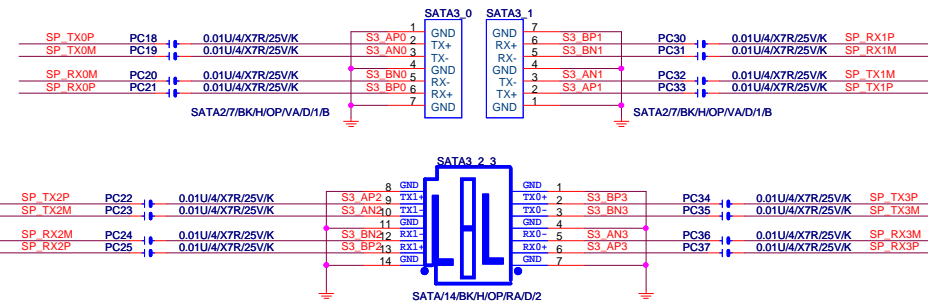 SATA3_0 SATA3_1
SP_TX0P PC18 0.01U/4/X7R/25V/K S3_AP0 1 GND 2 TX+
SP_TX0M PC19 0.01U/4/X7R/25V/K S3_AN0 3 TX-
4 GND
SP_RX0M PC20 0.01U/4/X7R/25V/K S3_BN0 5 RX-
SP_RX0P PC21 0.01U/4/X7R/25V/K S3_BP0 6 RX+
7 GND
SATA2/7/BK/H/OP/VA/D/1/B
GND 7
RX+ 6 S3_BP1 PC30 0.01U/4/X7R/25V/K SP_RX1P
RX- 5 S3_BN1 PC31 0.01U/4/X7R/25V/K SP_RX1M
GND 4
TX- 3 S3_AN1 PC32 0.01U/4/X7R/25V/K SP_TX1M
TX+ 2 S3_AP1 PC33 0.01U/4/X7R/25V/K SP_TX1P
GND 1
SATA2/7/BK/H/OP/VA/D/1/B
SATA3_2_3
8 GND
SP_TX2P PC22 0.01U/4/X7R/25V/K S3_AP2 9 TX1+
SP_TX2M PC23 0.01U/4/X7R/25V/K S3_AN2 10 TX1-
11 GND
SP_RX2M PC24 0.01U/4/X7R/25V/K S3_BN2 12 RX1-
SP_RX2P PC25 0.01U/4/X7R/25V/K S3_BP2 13 RX1+
14 GND
GND 1
TX0+ 2 S3_BP3 PC34 0.01U/4/X7R/25V/K SP_TX3P
TX0- 3 S3_BN3 PC35 0.01U/4/X7R/25V/K SP_TX3M
GND 4
RX0- 5 S3_AN3 PC36 0.01U/4/X7R/25V/K SP_RX3M
RX0+ 6 S3_AP3 PC37 0.01U/4/X7R/25V/K SP_RX3P
GND 7
SATA/14/BK/H/OP/RA/D/2